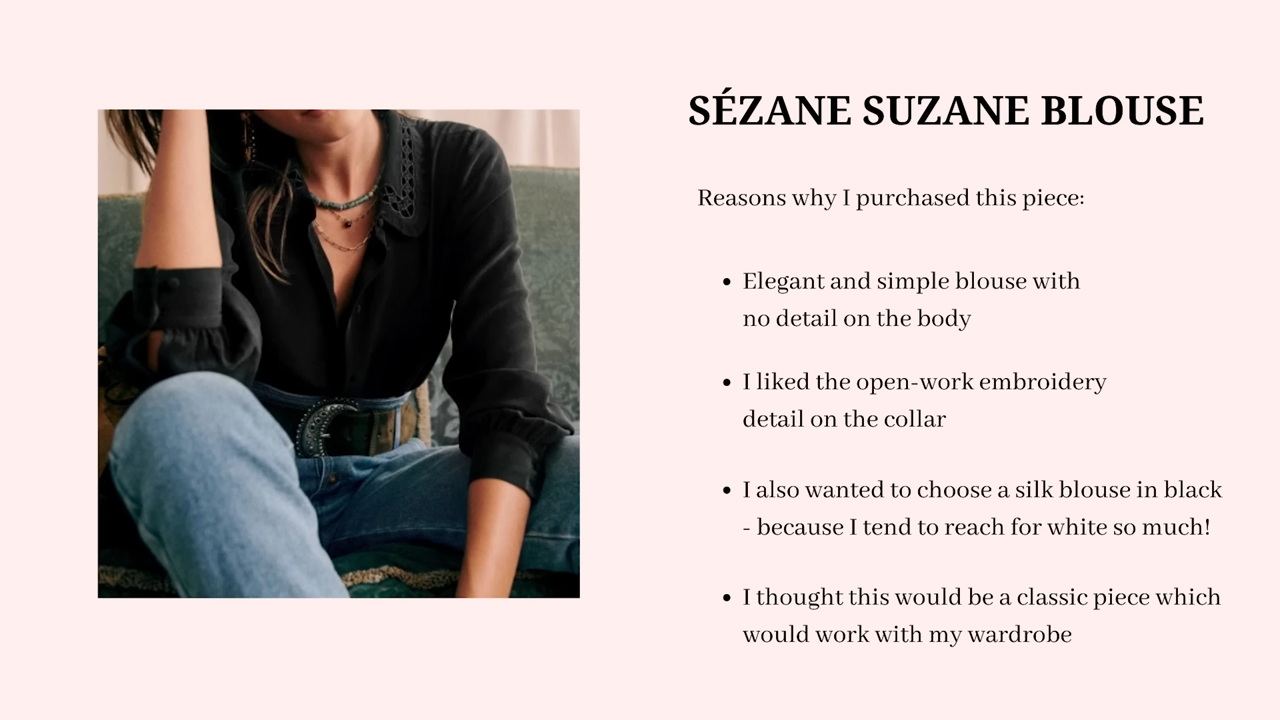 SÉZANE SUZANE BLOUSE
Reasons why I purchased this piece:
• Elegant and simple blouse with
no detail on the body
• I liked the open-work embroidery
detail on the collar
• I also wanted to choose a silk blouse in black
- because I tend to reach for white so much!
• I thought this would be a classic piece which
would work with my wardrobe